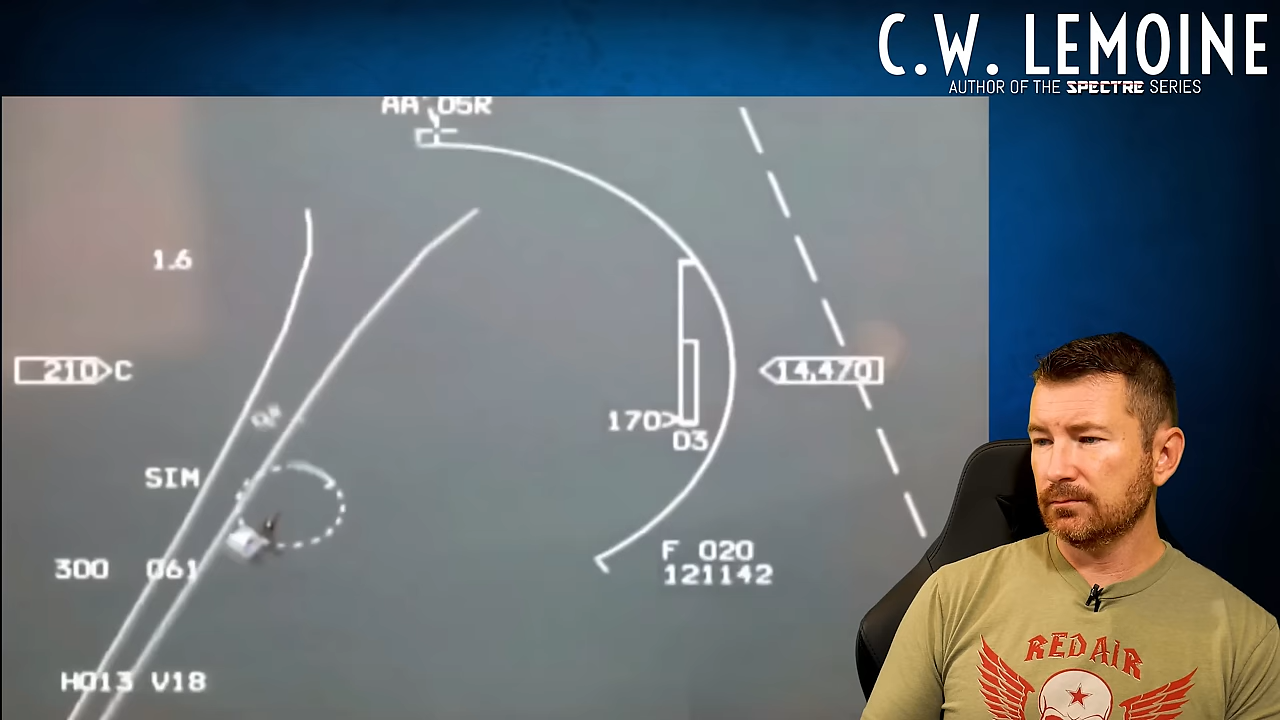 C.W. LEMOINE
AUTHOR OF THE SPECTRE SERIES
AA 05R
1.6
210 C
14,470
170
03
SIM
F 020
300 061
121142
H013 V18
RED AIR